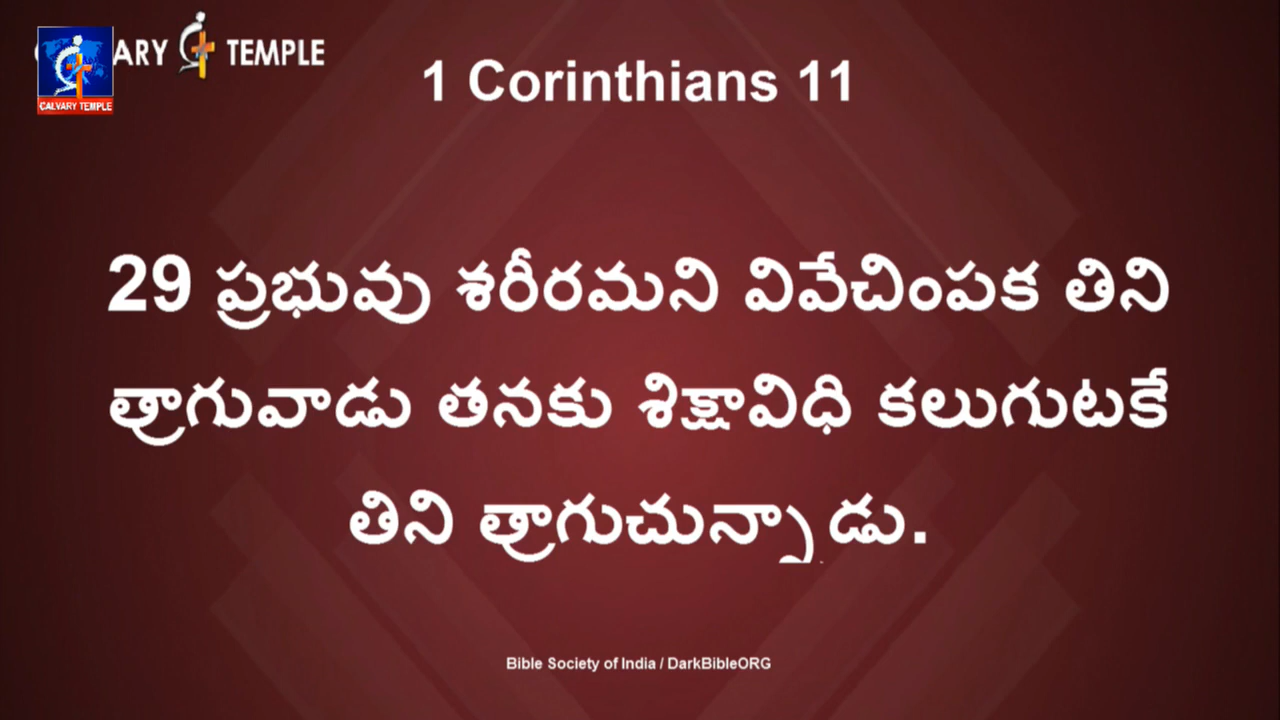 ARY TEMPLE
CALVARY TEMPLE
1 Corinthians 11
29 ప్రభువు శరీరమని వివేచింపక తిని
త్రాగువాడు తనకు శిక్షావిధి కలుగుటకే
తిని త్రాగుచున్నాడు.
Bible Society of India / DarkBibleORG